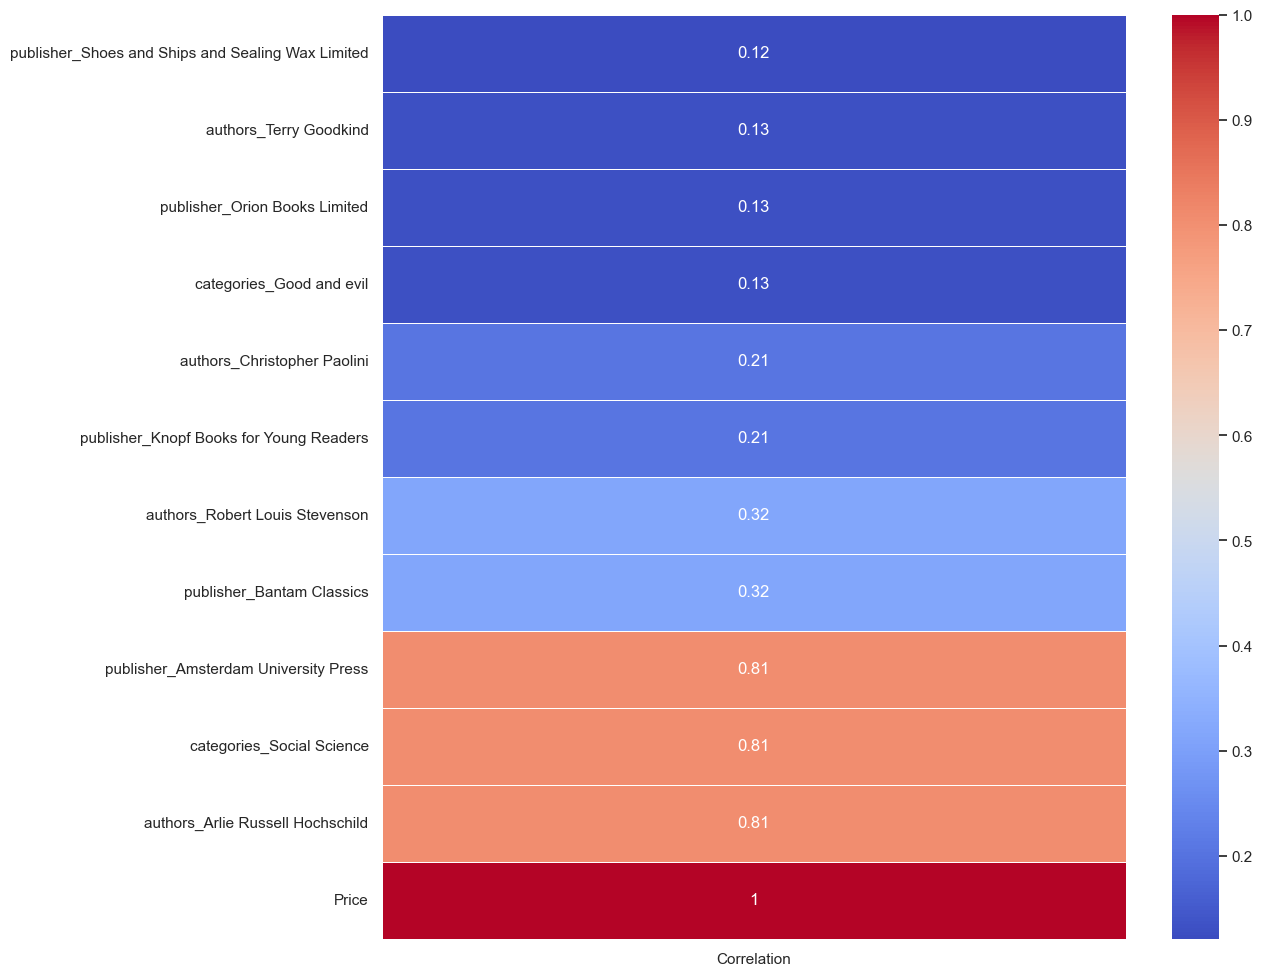 publisher_Shoes and Ships and Sealing Wax Limited 0.12
authors_Terry Goodkind 0.13
publisher_Orion Books Limited 0.13
categories_Good and evil 0.13
authors_Christopher Paolini 0.21
publisher_Knopf Books for Young Readers 0.21
authors_Robert Louis Stevenson 0.32
publisher_Bantam Classics 0.32
publisher_Amsterdam University Press 0.81
categories_Social Science 0.81
authors_Arlie Russell Hochschild 0.81
Price 1
Correlation
1.0
0.9
0.8
0.7
0.6
0.5
0.4
0.3
0.2